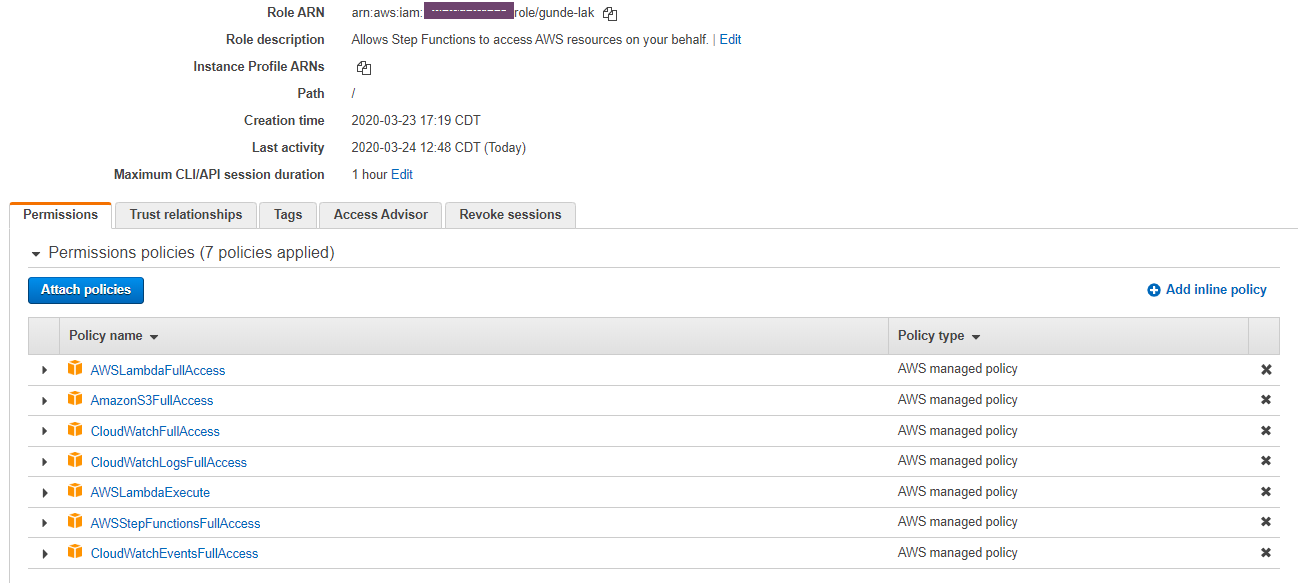 Role ARN arn:aws:iam: role/gunde-lak
Role description Allows Step Functions to access AWS resources on your behalf. | Edit
Instance Profile ARNs
Path /
Creation time 2020-03-23 17:19 CDT
Last activity 2020-03-24 12:48 CDT (Today)
Maximum CLI/API session duration 1 hour Edit
Permissions Trust relationships Tags Access Advisor Revoke sessions
Permissions policies (7 policies applied)
Attach policies Add inline policy
Policy name Policy type
AWSLambdaFullAccess AWS managed policy
AmazonS3FullAccess AWS managed policy
CloudWatchFullAccess AWS managed policy
CloudWatchLogsFullAccess AWS managed policy
AWSLambdaExecute AWS managed policy
AWSStepFunctionsFullAccess AWS managed policy
CloudWatchEventsFullAccess AWS managed policy